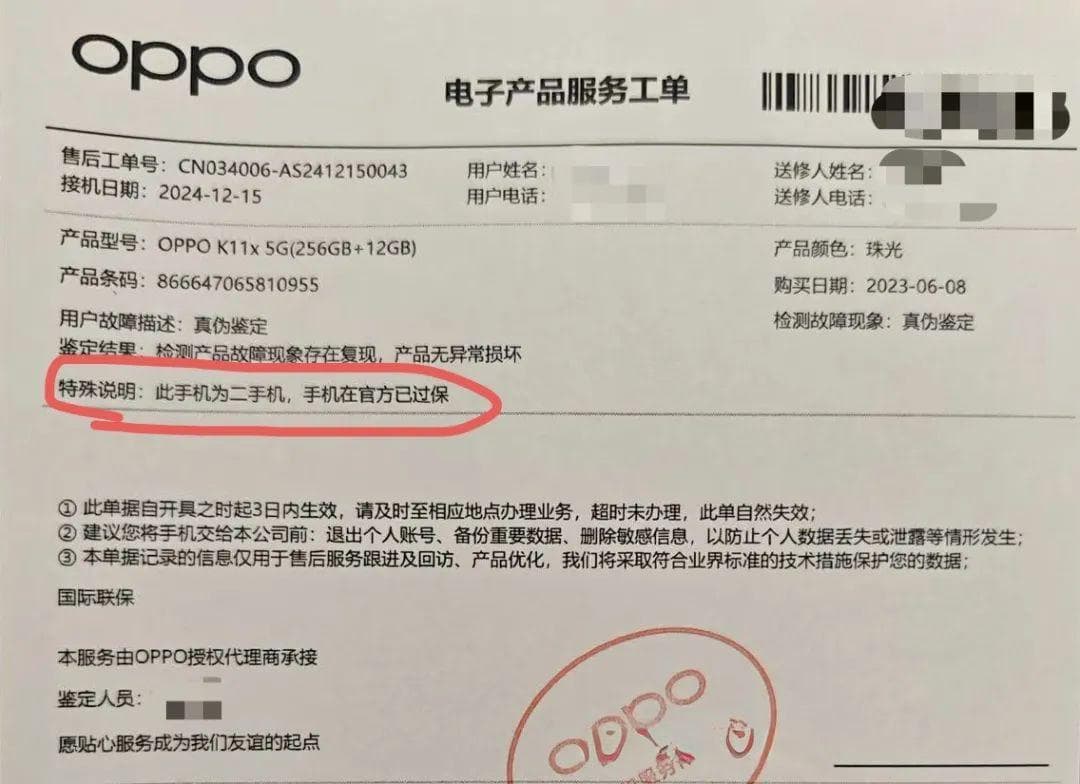 oppo
电子产品服务工单
售后工单号：CN034006-AS2412150043 用户姓名： 送修人姓名：
接机日期：2024-12-15 用户电话： 送修人电话：
产品型号：OPPO K11x 5G(256GB+12GB) 产品颜色：珠光
产品条码：866647065810955 购买日期：2023-06-08
用户故障描述：真伪鉴定 检测故障现象：真伪鉴定
鉴定结果：检测产品故障现象存在复现，产品无异常损坏
特殊说明：此手机为二手机，手机在官方已过保
① 此单据自开具之时起3日内生效，请及时至相应地点办理业务，超时未办理，此单自然失效；
② 建议您将手机交给本公司前：退出个人账号、备份重要数据、删除敏感信息，以防止个人数据丢失或泄露等情形发生；
③ 本单据记录的信息仅用于售后服务跟进及回访、产品优化，我们将采取符合业界标准的技术措施保护您的数据；
国际联保
本服务由OPPO授权代理商承接
鉴定人员：
愿贴心服务成为我们友谊的起点
oppo